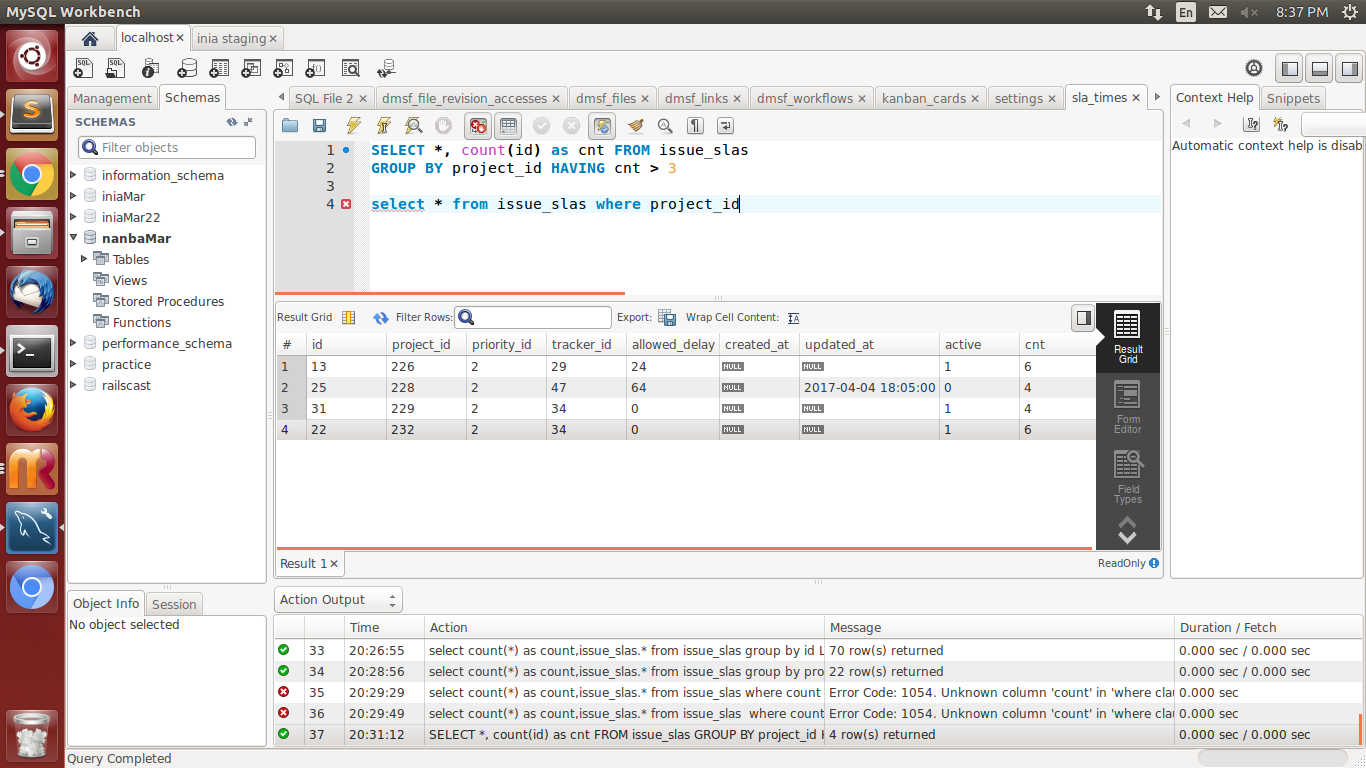 MySQL Workbench
En
8:37 PM
localhost
inia staging
Management
Schemas
SCHEMAS
Filter objects
information_schema
iniaMar
iniaMar22
nanbaMar
Tables
Views
Stored Procedures
Functions
performance_schema
practice
railscast
Object Info
Session
No object selected
SQL File 2
dmsf_file_revision_accesses
dmsf_files
dmsf_links
dmsf_workflows
kanban_cards
settings
sla_times
1 SELECT *, count(id) as cnt FROM issue_slas
2 GROUP BY project_id HAVING cnt > 3
3
4 select * from issue_slas where project_id
Result Grid
Filter Rows:
Export:
Wrap Cell Content:
# id project_id priority_id tracker_id allowed_delay created_at updated_at active cnt
1 13 226 2 29 24 NULL NULL 1 6
2 25 228 2 47 64 NULL 2017-04-04 18:05:00 0 4
3 31 229 2 34 0 NULL NULL 1 4
4 22 232 2 34 0 NULL NULL 1 6
Result
Grid
Form
Editor
Field
Types
Result 1
ReadOnly
Context Help
Snippets
Automatic context help is disab
Action Output
Time Action Message Duration / Fetch
33 20:26:55 select count(*) as count,issue_slas.* from issue_slas group by id L 70 row(s) returned 0.000 sec / 0.000 sec
34 20:28:56 select count(*) as count,issue_slas.* from issue_slas group by pro 22 row(s) returned 0.000 sec / 0.000 sec
35 20:29:29 select count(*) as count,issue_slas.* from issue_slas where count Error Code: 1054. Unknown column 'count' in 'where clau 0.000 sec
36 20:29:49 select count(*) as count,issue_slas.* from issue_slas where count Error Code: 1054. Unknown column 'count' in 'where clau 0.000 sec
37 20:31:12 SELECT *, count(id) as cnt FROM issue_slas GROUP BY project_id H 4 row(s) returned 0.000 sec / 0.000 sec
Query Completed